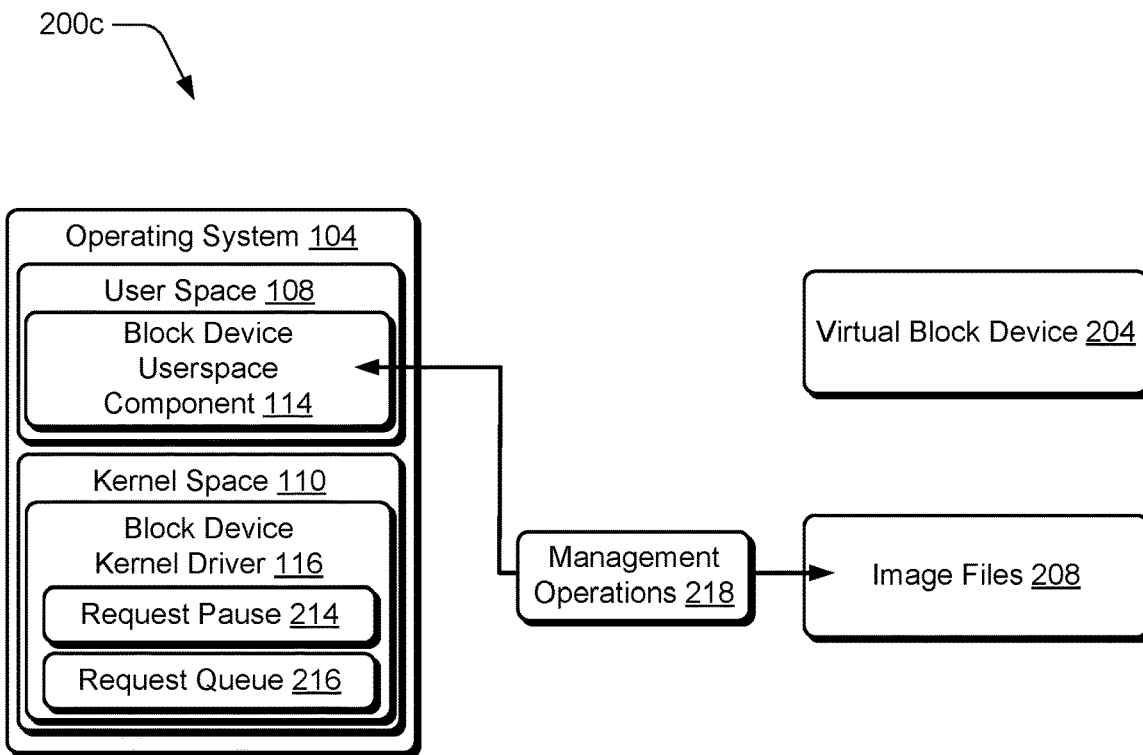 200c
Operating System 104
User Space 108
Block Device
Userspace
Component 114
Kernel Space 110
Block Device
Kernel Driver 116
Request Pause 214
Request Queue 216
Management
Operations 218
Virtual Block Device 204
Image Files 208